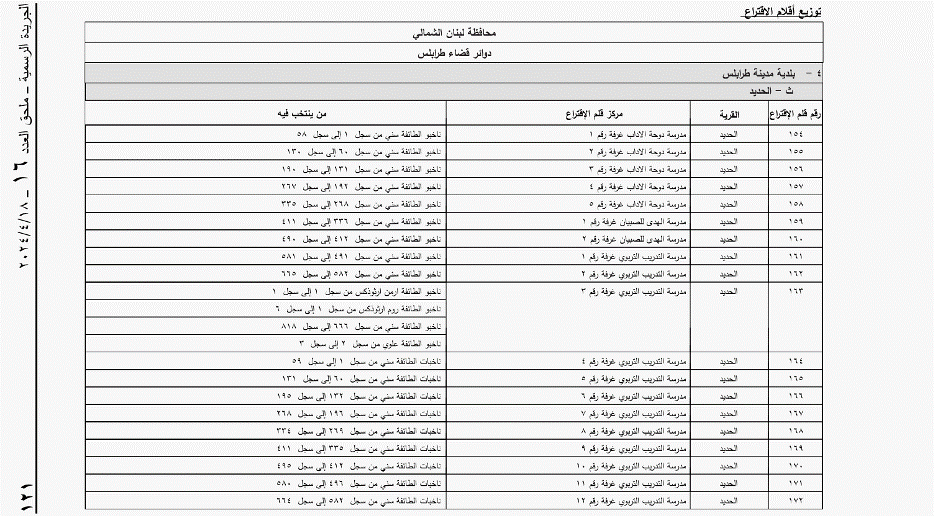 توزيع أقلام الاقتراع
محافظة لبنان الشمالي
دوائر قضاء طرابلس
٤ - بلدية مدينة طرابلس
ث - الحديد
رقم قلم الإقتراع القرية مركز قلم الإقتراع من ينتخب فيه
١٥٤ الحديد مدرسة دوحة الاداب غرفة رقم ١ ناخبو الطائفة سني من سجل ١ إلى سجل ٥٨
١٥٥ الحديد مدرسة دوحة الاداب غرفة رقم ٢ ناخبو الطائفة سني من سجل ٦٠ إلى سجل ١٣٠
١٥٦ الحديد مدرسة دوحة الاداب غرفة رقم ٣ ناخبو الطائفة سني من سجل ١٣١ إلى سجل ١٩٠
١٥٧ الحديد مدرسة دوحة الاداب غرفة رقم ٤ ناخبو الطائفة سني من سجل ١٩٢ إلى سجل ٢٦٧
١٥٨ الحديد مدرسة دوحة الاداب غرفة رقم ٥ ناخبو الطائفة سني من سجل ٢٦٨ إلى سجل ٣٣٥
١٥٩ الحديد مدرسة الهدى للصبيان غرفة رقم ١ ناخبو الطائفة سني من سجل ٣٣٦ إلى سجل ٤١١
١٦٠ الحديد مدرسة الهدى للصبيان غرفة رقم ٢ ناخبو الطائفة سني من سجل ٤١٢ إلى سجل ٤٩٠
١٦١ الحديد مدرسة التدريب التربوي غرفة رقم ١ ناخبو الطائفة سني من سجل ٤٩١ إلى سجل ٥٨١
١٦٢ الحديد مدرسة التدريب التربوي غرفة رقم ٢ ناخبو الطائفة سني من سجل ٥٨٢ إلى سجل ٦٦٥
١٦٣ الحديد مدرسة التدريب التربوي غرفة رقم ٣ ناخبو الطائفة ارمن ارثوذكس من سجل ١ إلى سجل ١
ناخبو الطائفة روم ارثوذكس من سجل ١ إلى سجل ٦
ناخبو الطائفة سني من سجل ٦٦٦ إلى سجل ٨١٨
ناخبو الطائفة علوي من سجل ٢ إلى سجل ٣
١٦٤ الحديد مدرسة التدريب التربوي غرفة رقم ٤ ناخبات الطائفة سني من سجل ١ إلى سجل ٥٩
١٦٥ الحديد مدرسة التدريب التربوي غرفة رقم ٥ ناخبات الطائفة سني من سجل ٦٠ إلى سجل ١٣١
١٦٦ الحديد مدرسة التدريب التربوي غرفة رقم ٦ ناخبات الطائفة سني من سجل ١٣٢ إلى سجل ١٩٥
١٦٧ الحديد مدرسة التدريب التربوي غرفة رقم ٧ ناخبات الطائفة سني من سجل ١٩٦ إلى سجل ٢٦٨
١٦٨ الحديد مدرسة التدريب التربوي غرفة رقم ٨ ناخبات الطائفة سني من سجل ٢٦٩ إلى سجل ٣٣٤
١٦٩ الحديد مدرسة التدريب التربوي غرفة رقم ٩ ناخبات الطائفة سني من سجل ٣٣٥ إلى سجل ٤١١
١٧٠ الحديد مدرسة التدريب التربوي غرفة رقم ١٠ ناخبات الطائفة سني من سجل ٤١٢ إلى سجل ٤٩٥
١٧١ الحديد مدرسة التدريب التربوي غرفة رقم ١١ ناخبات الطائفة سني من سجل ٤٩٦ إلى سجل ٥٨٠
١٧٢ الحديد مدرسة التدريب التربوي غرفة رقم ١٢ ناخبات الطائفة سني من سجل ٥٨٢ إلى سجل ٦٦٤
الجريدة الرسمية – ملحق العدد ١٦ – ٢٠٢٤/٤/١٨
١٢١